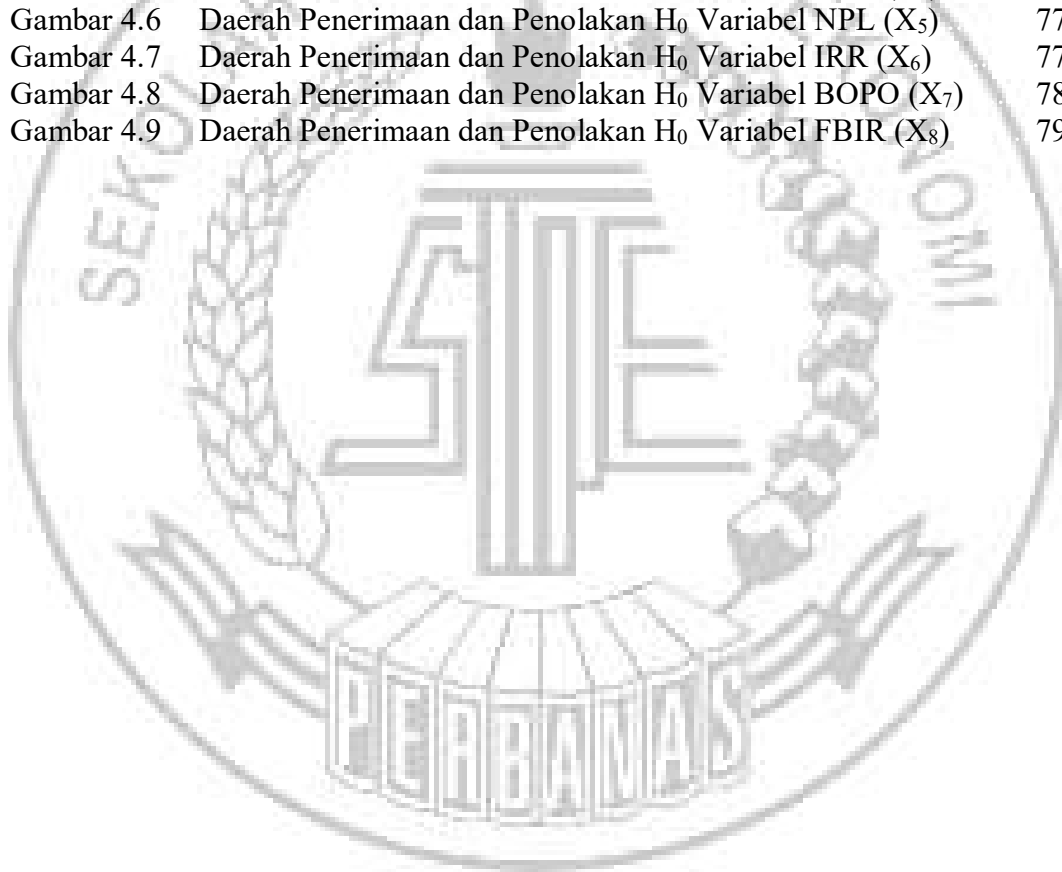 Gambar 4.6 Daerah Penerimaan dan Penolakan H₀ Variabel NPL (X₅) 77
Gambar 4.7 Daerah Penerimaan dan Penolakan H₀ Variabel IRR (X₆) 77
Gambar 4.8 Daerah Penerimaan dan Penolakan H₀ Variabel BOPO (X₇) 78
Gambar 4.9 Daerah Penerimaan dan Penolakan H₀ Variabel FBIR (X₈) 79
PERBANAS